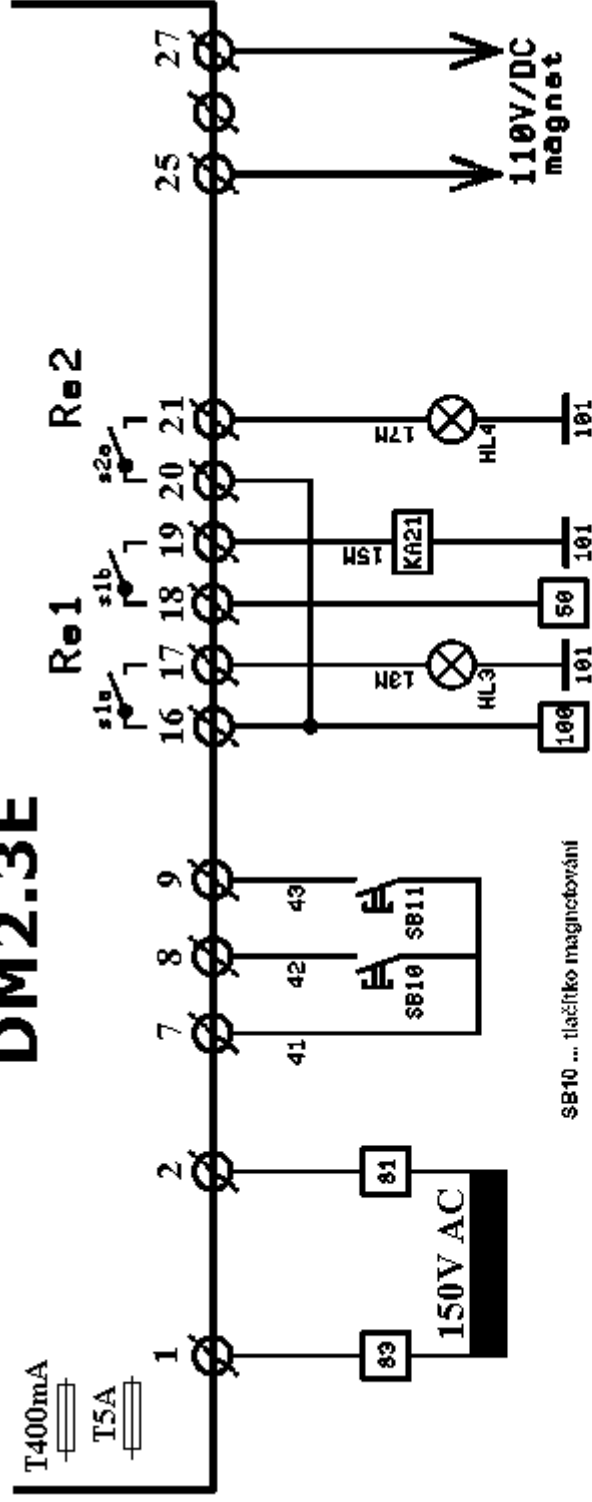 DM2.3E
T400mA
T5A
Re1
Re2
s1a
s1b
s2a
1
2
7
8
9
16
17
18
19
20
21
25
27
83
81
150V AC
41
42
43
SB10
SB11
13M
15M
17M
HL3
KA21
HL4
100
101
50
101
101
110V/DC
magnet
SB10 ... tlačítko magnetování